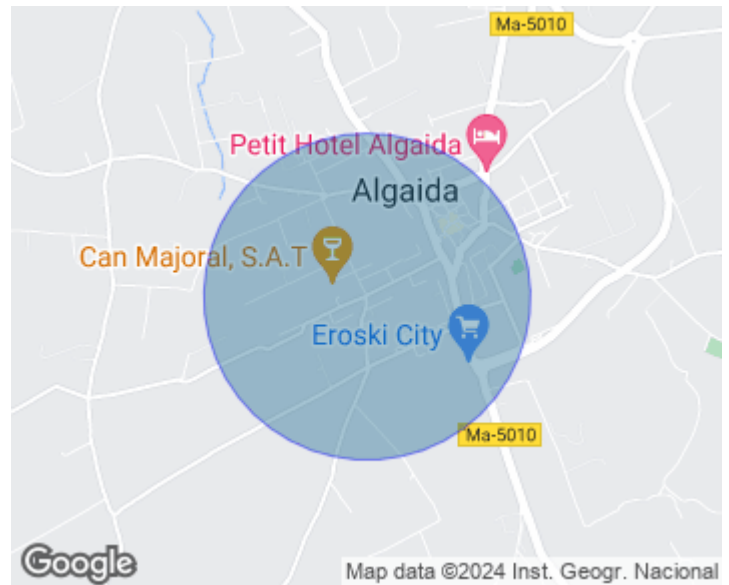 Ma-5010
Petit Hotel Algaida
Algaida
Can Majoral, S.A.T
Eroski City
Ma-5010
Google
Map data ©2024 Inst. Geogr. Nacional